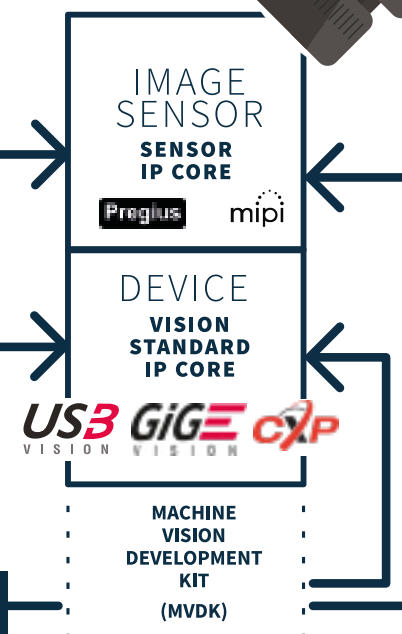 IMAGE
SENSOR
SENSOR
IP CORE
Pregius mipi
DEVICE
VISION
STANDARD
IP CORE
USB GiGE CXP
VISION VISION
MACHINE
VISION
DEVELOPMENT
KIT
(MVDK)